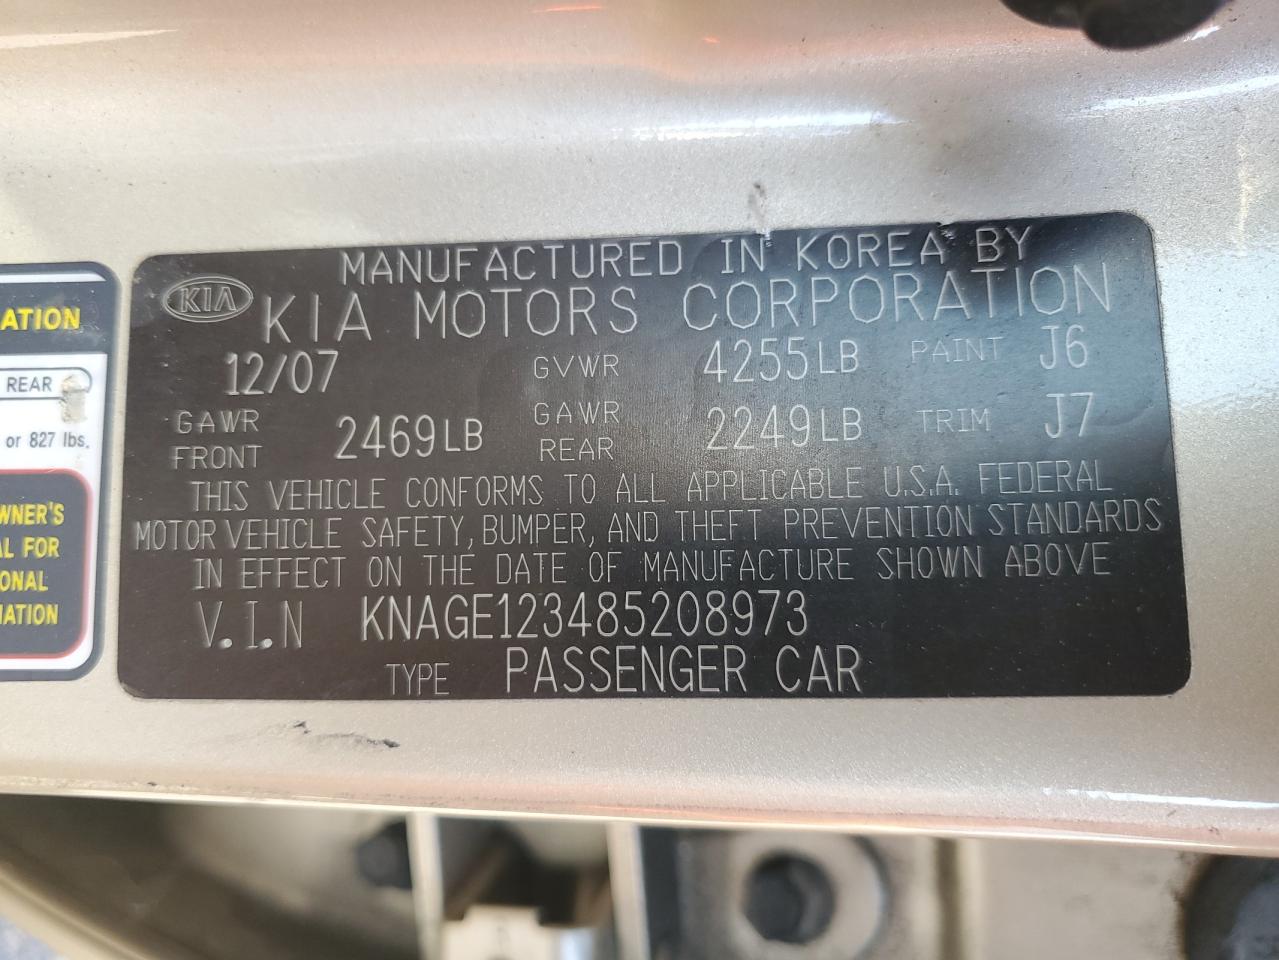 ATION
REAR
or 827 lbs.
WNER'S
AL FOR
ONAL
MATION
KIA
MANUFACTURED IN KOREA BY
KIA MOTORS CORPORATION
12/07 GVWR 4255LB PAINT J6
GAWR FRONT 2469LB GAWR REAR 2249LB TRIM J7
THIS VEHICLE CONFORMS TO ALL APPLICABLE U.S.A. FEDERAL
MOTOR VEHICLE SAFETY, BUMPER, AND THEFT PREVENTION STANDARDS
IN EFFECT ON THE DATE OF MANUFACTURE SHOWN ABOVE
V.I.N KNAGE123485208973
TYPE PASSENGER CAR